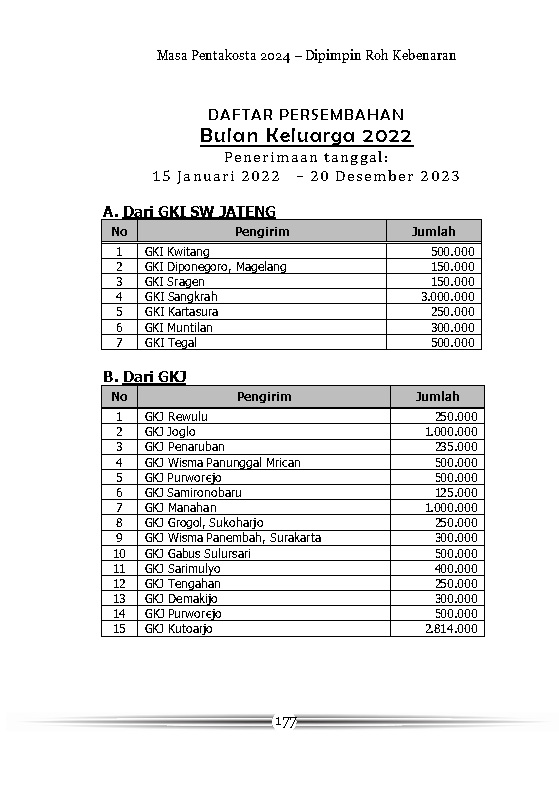 Masa Pentakosta 2024 – Dipimpin Roh Kebenaran
DAFTAR PERSEMBAHAN
Bulan Keluarga 2022
Penerimaan tanggal:
15 Januari 2022 – 20 Desember 2023
A. Dari GKI SW JATENG
No Pengirim Jumlah
1 GKI Kwitang 500.000
2 GKI Diponegoro, Magelang 150.000
3 GKI Sragen 150.000
4 GKI Sangkrah 3.000.000
5 GKI Kartasura 250.000
6 GKI Muntilan 300.000
7 GKI Tegal 500.000
B. Dari GKJ
No Pengirim Jumlah
1 GKJ Rewulu 250.000
2 GKJ Joglo 1.000.000
3 GKJ Penaruban 235.000
4 GKJ Wisma Panunggal Mrican 500.000
5 GKJ Purworejo 500.000
6 GKJ Samironobaru 125.000
7 GKJ Manahan 1.000.000
8 GKJ Grogol, Sukoharjo 250.000
9 GKJ Wisma Panembah, Surakarta 300.000
10 GKJ Gabus Sulursari 500.000
11 GKJ Sarimulyo 400.000
12 GKJ Tengahan 250.000
13 GKJ Demakijo 300.000
14 GKJ Purworejo 500.000
15 GKJ Kutoarjo 2.814.000
177